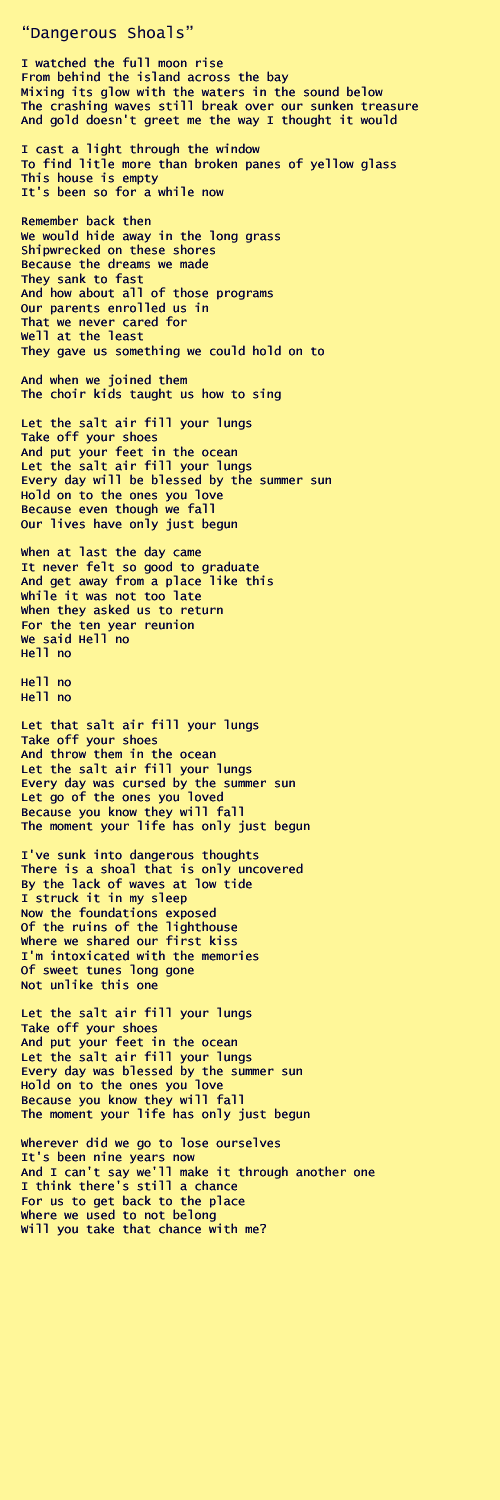 “Dangerous Shoals”
I watched the full moon rise
From behind the island across the bay
Mixing its glow with the waters in the sound below
The crashing waves still break over our sunken treasure
And gold doesn't greet me the way I thought it would
I cast a light through the window
To find litle more than broken panes of yellow glass
This house is empty
It's been so for a while now
Remember back then
We would hide away in the long grass
Shipwrecked on these shores
Because the dreams we made
They sank to fast
And how about all of those programs
Our parents enrolled us in
That we never cared for
Well at the least
They gave us something we could hold on to
And when we joined them
The choir kids taught us how to sing
Let the salt air fill your lungs
Take off your shoes
And put your feet in the ocean
Let the salt air fill your lungs
Every day will be blessed by the summer sun
Hold on to the ones you love
Because even though we fall
Our lives have only just begun
When at last the day came
It never felt so good to graduate
And get away from a place like this
While it was not too late
When they asked us to return
For the ten year reunion
We said Hell no
Hell no
Hell no
Hell no
Let that salt air fill your lungs
Take off your shoes
And throw them in the ocean
Let the salt air fill your lungs
Every day was cursed by the summer sun
Let go of the ones you loved
Because you know they will fall
The moment your life has only just begun
I've sunk into dangerous thoughts
There is a shoal that is only uncovered
By the lack of waves at low tide
I struck it in my sleep
Now the foundations exposed
Of the ruins of the lighthouse
Where we shared our first kiss
I'm intoxicated with the memories
Of sweet tunes long gone
Not unlike this one
Let the salt air fill your lungs
Take off your shoes
And put your feet in the ocean
Let the salt air fill your lungs
Every day was blessed by the summer sun
Hold on to the ones you love
Because you know they will fall
The moment your life has only just begun
Wherever did we go to lose ourselves
It's been nine years now
And I can't say we'll make it through another one
I think there's still a chance
For us to get back to the place
Where we used to not belong
Will you take that chance with me?